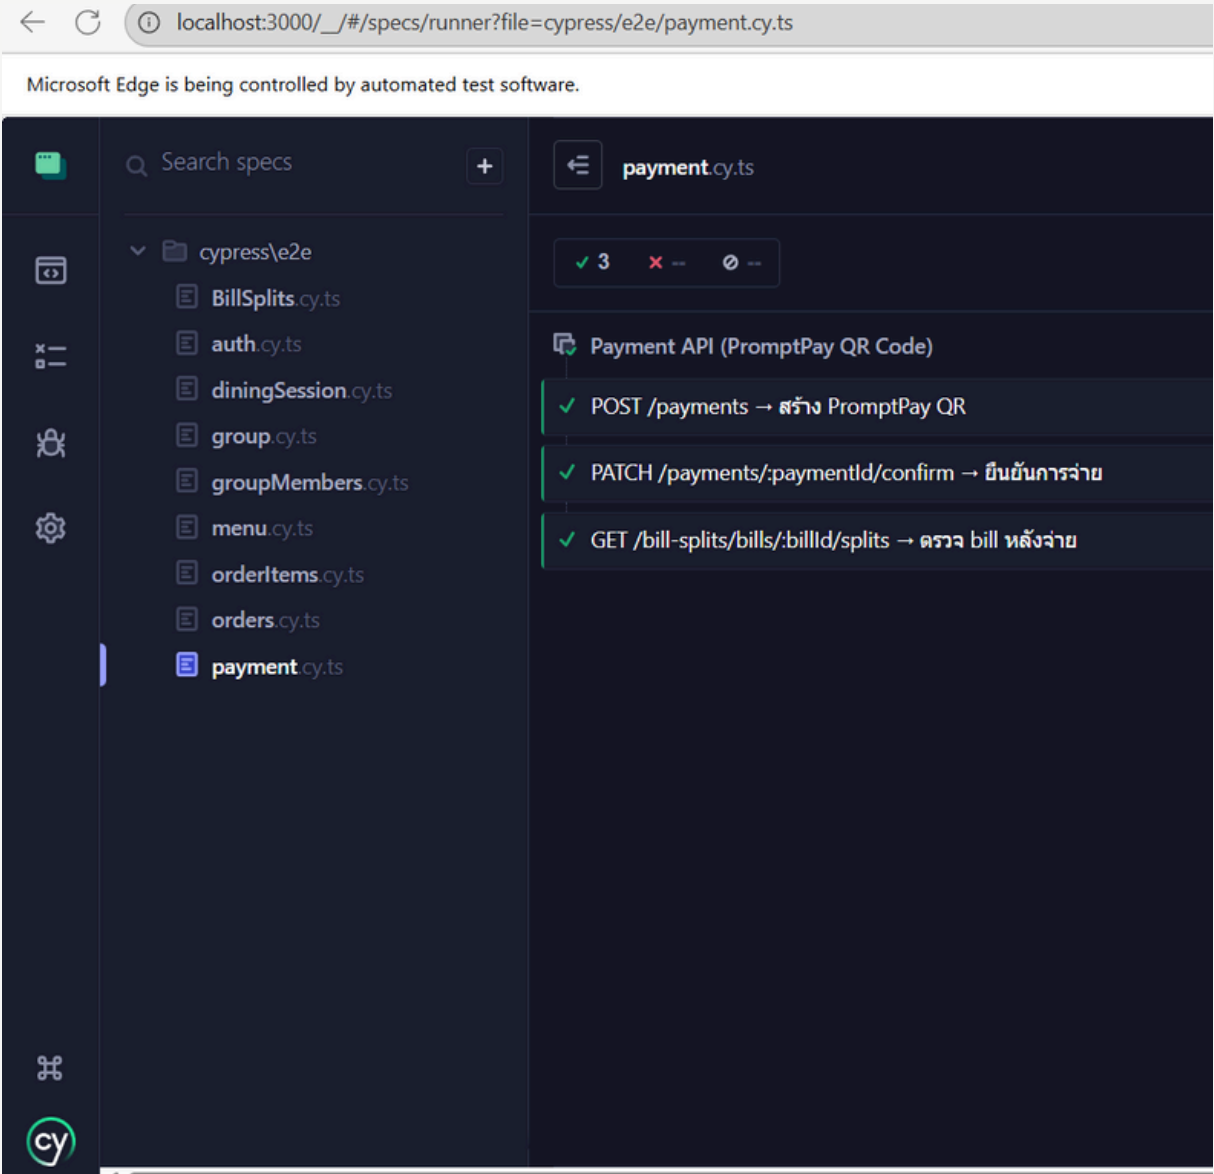 localhost:3000/__/#/specs/runner?file=cypress/e2e/payment.cy.ts
Microsoft Edge is being controlled by automated test software.
Search specs
+
cypress\e2e
BillSplits.cy.ts
auth.cy.ts
diningSession.cy.ts
group.cy.ts
groupMembers.cy.ts
menu.cy.ts
orderItems.cy.ts
orders.cy.ts
payment.cy.ts
cy
payment.cy.ts
3 -- --
Payment API (PromptPay QR Code)
POST /payments → สร้าง PromptPay QR
PATCH /payments/:paymentId/confirm → ยืนยันการจ่าย
GET /bill-splits/bills/:billId/splits → ตรวจ bill หลังจ่าย